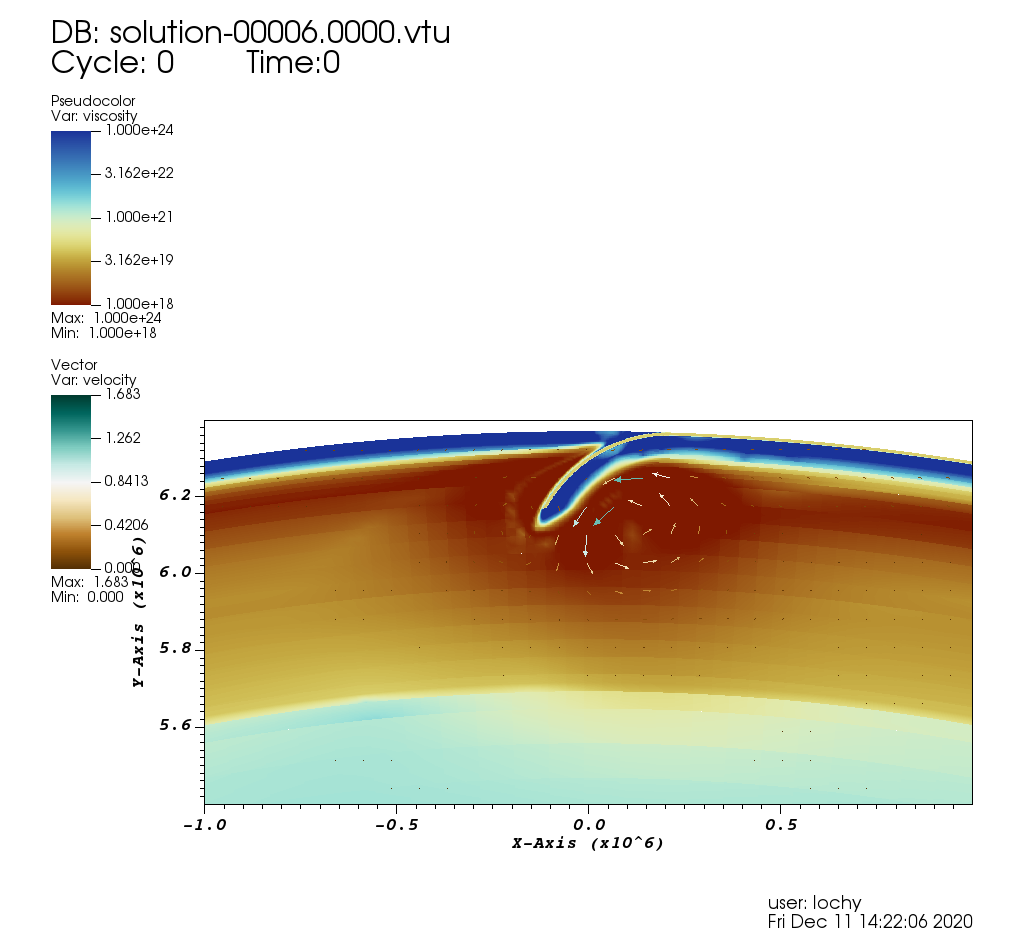 DB: solution-00006.0000.vtu
Cycle: 0 Time:0
Pseudocolor
Var: viscosity
1.000e+24
3.162e+22
1.000e+21
3.162e+19
1.000e+18
Max: 1.000e+24
Min: 1.000e+18
Vector
Var: velocity
1.683
1.262
0.8413
0.4206
0.000
Max: 1.683
Min: 0.000
Y-Axis (x10^6)
6.2
6.0
5.8
5.6
-1.0 -0.5 0.0 0.5
X-Axis (x10^6)
user: lochy
Fri Dec 11 14:22:06 2020